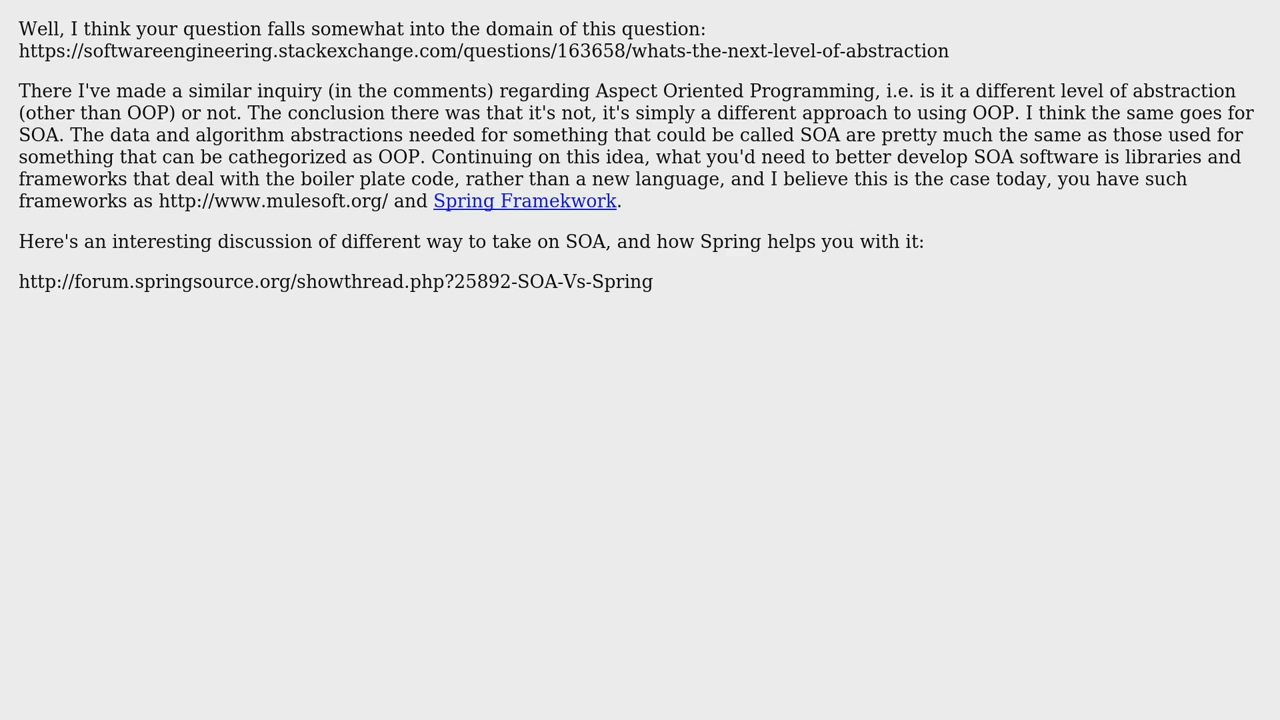 Well, I think your question falls somewhat into the domain of this question:
https://softwareengineering.stackexchange.com/questions/163658/whats-the-next-level-of-abstraction
There I've made a similar inquiry (in the comments) regarding Aspect Oriented Programming, i.e. is it a different level of abstraction
(other than OOP) or not. The conclusion there was that it's not, it's simply a different approach to using OOP. I think the same goes for
SOA. The data and algorithm abstractions needed for something that could be called SOA are pretty much the same as those used for
something that can be cathegorized as OOP. Continuing on this idea, what you'd need to better develop SOA software is libraries and
frameworks that deal with the boiler plate code, rather than a new language, and I believe this is the case today, you have such
frameworks as http://www.mulesoft.org/ and Spring Framekwork.
Here's an interesting discussion of different way to take on SOA, and how Spring helps you with it:
http://forum.springsource.org/showthread.php?25892-SOA-Vs-Spring